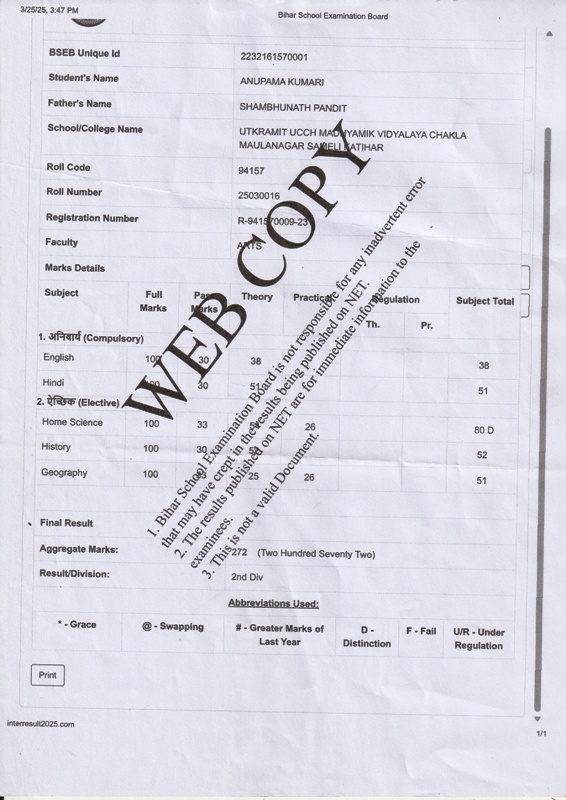 3/25/25, 3:47 PM
Bihar School Examination Board
BSEB Unique Id 2232161570001
Student's Name ANUPAMA KUMARI
Father's Name SHAMBHUNATH PANDIT
School/College Name UTKRAMIT UCCH MADHYAMIK VIDYALAYA CHAKLA
MAULANAGAR SAMELI KATIHAR
Roll Code 94157
Roll Number 25030016
Registration Number R-941570009-23
Faculty ARTS
Marks Details
Subject Full Marks Pass Marks Theory Practical Regulation Subject Total
Th. Pr.
1. अनिवार्य (Compulsory)
English 100 30 38 38
Hindi 100 30 51 51
2. ऐच्छिक (Elective)
Home Science 100 33 26 80 D
History 100 30 52
Geography 100 25 26 51
Final Result
Aggregate Marks: 272 (Two Hundred Seventy Two)
Result/Division: 2nd Div
Abbreviations Used:
* - Grace @ - Swapping # - Greater Marks of Last Year D - Distinction F - Fail U/R - Under Regulation
Print
interresult2025.com
1/1
WEB COPY
1. Bihar School Examination Board is not responsible for any inadvertent error
that may have crept in the results being published on NET.
2. The results published on NET are for immediate information to the
examinees.
3. This is not a valid Document.